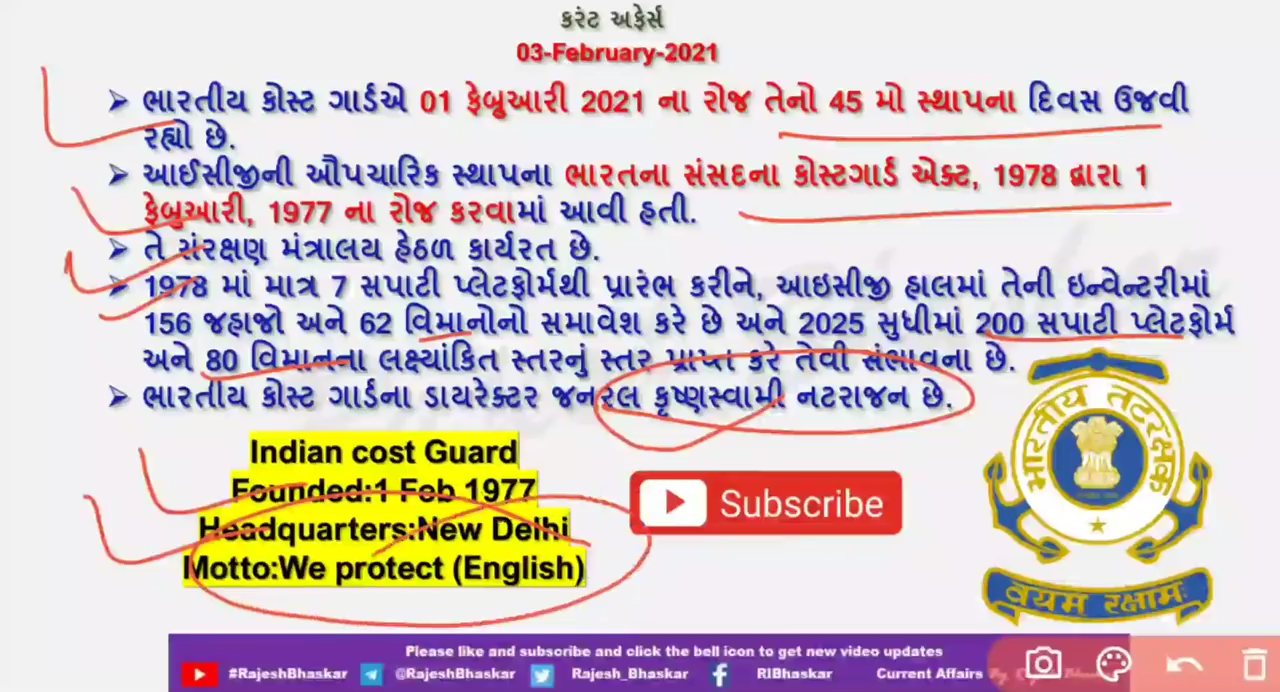 કરંટ અફેર્સ
03-February-2021
➢ ભારતીય કોસ્ટ ગાર્ડએ 01 ફેબ્રુઆરી 2021 ના રોજ તેનો 45 મો સ્થાપના દિવસ ઉજવી
રહ્યો છે.
➢ આઈસીજીની ઔપચારિક સ્થાપના ભારતના સંસદના કોસ્ટગાર્ડ એક્ટ, 1978 દ્વારા 1
ફેબ્રુઆરી, 1977 ના રોજ કરવામાં આવી હતી.
➢ તે સંરક્ષણ મંત્રાલય હેઠળ કાર્યરત છે.
➢ 1978 માં માત્ર 7 સપાટી પ્લેટફોર્મથી પ્રારંભ કરીને, આઇસીજી હાલમાં તેની ઇન્વેન્ટરીમાં
156 જહાજો અને 62 વિમાનોનો સમાવેશ કરે છે અને 2025 સુધીમાં 200 સપાટી પ્લેટફોર્મ
અને 80 વિમાનના લક્ષ્યાંકિત સ્તરનું સ્તર પ્રાપ્ત કરે તેવી સંભાવના છે.
➢ ભારતીય કોસ્ટ ગાર્ડના ડાયરેક્ટર જનરલ કૃષ્ણસ્વામી નટરાજન છે.
Indian cost Guard
Founded:1 Feb 1977
Headquarters:New Delhi
Motto:We protect (English)
Subscribe
भारतीय तटरक्षक
वयम रक्षामः
Please like and subscribe and click the bell icon to get new video updates
#RajeshBhaskar @RajeshBhaskar Rajesh_Bhaskar RIBhaskar Current Affairs